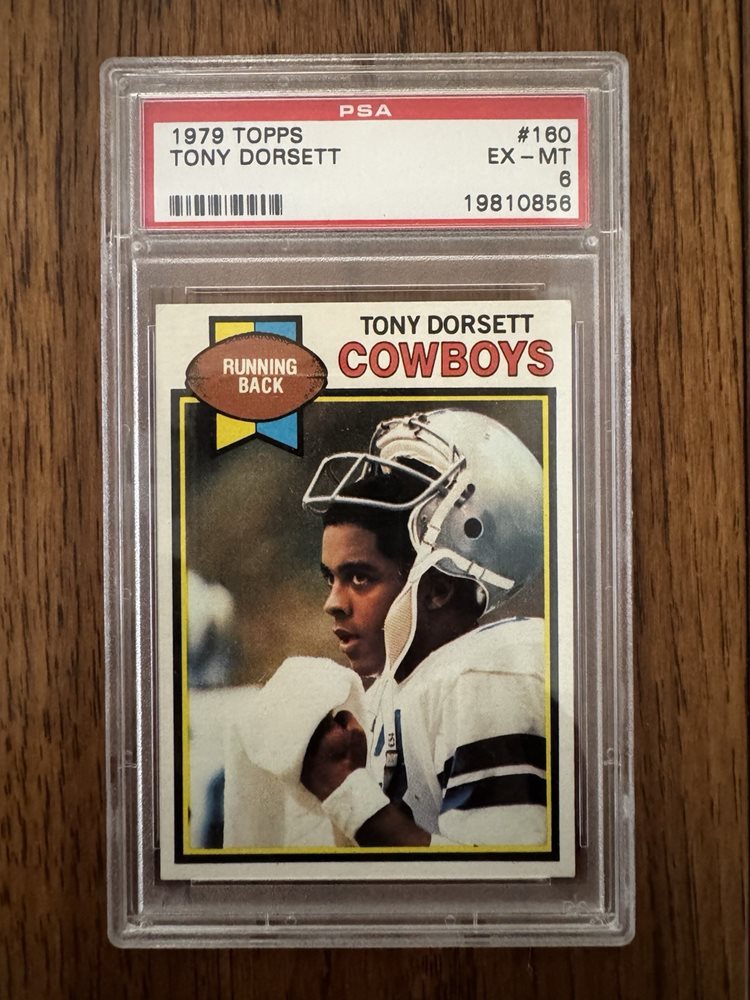 PSA
1979 TOPPS #160
TONY DORSETT EX-MT
6
19810856
TONY DORSETT
COWBOYS
RUNNING
BACK